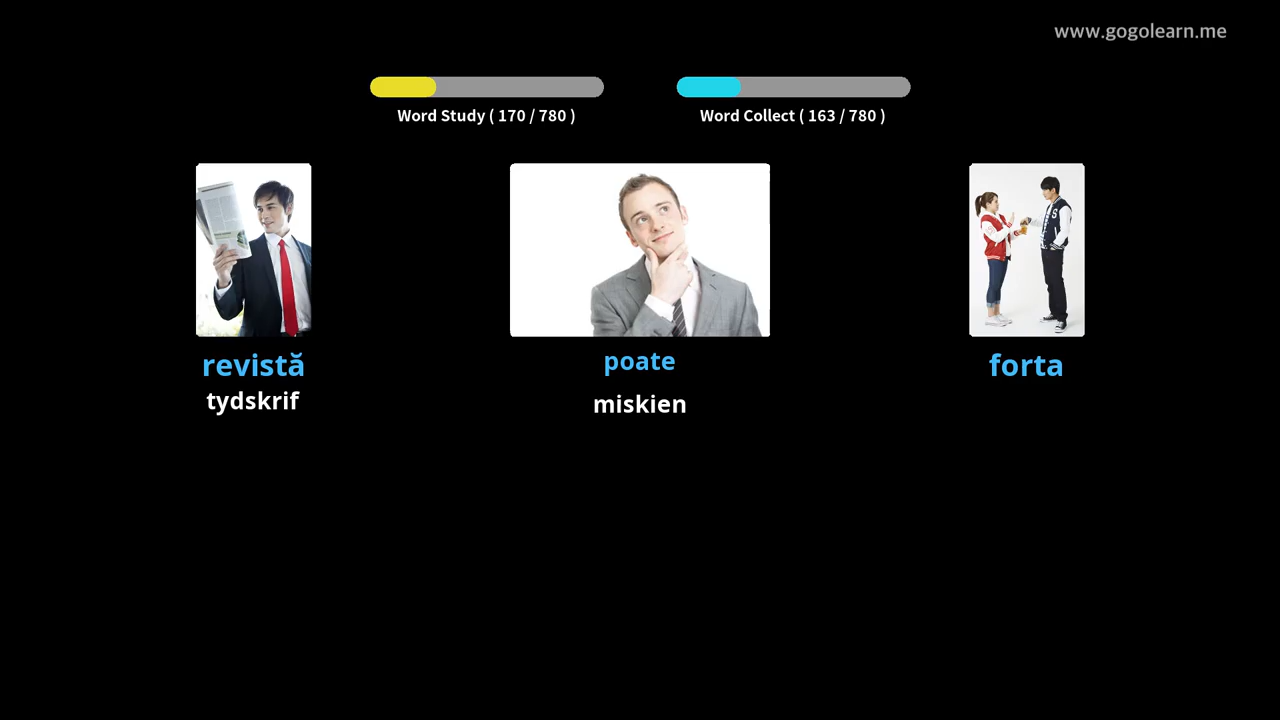 www.gogolearn.me
Word Study ( 170 / 780 )
Word Collect ( 163 / 780 )
revistă
tydskrif
poate
miskien
forta